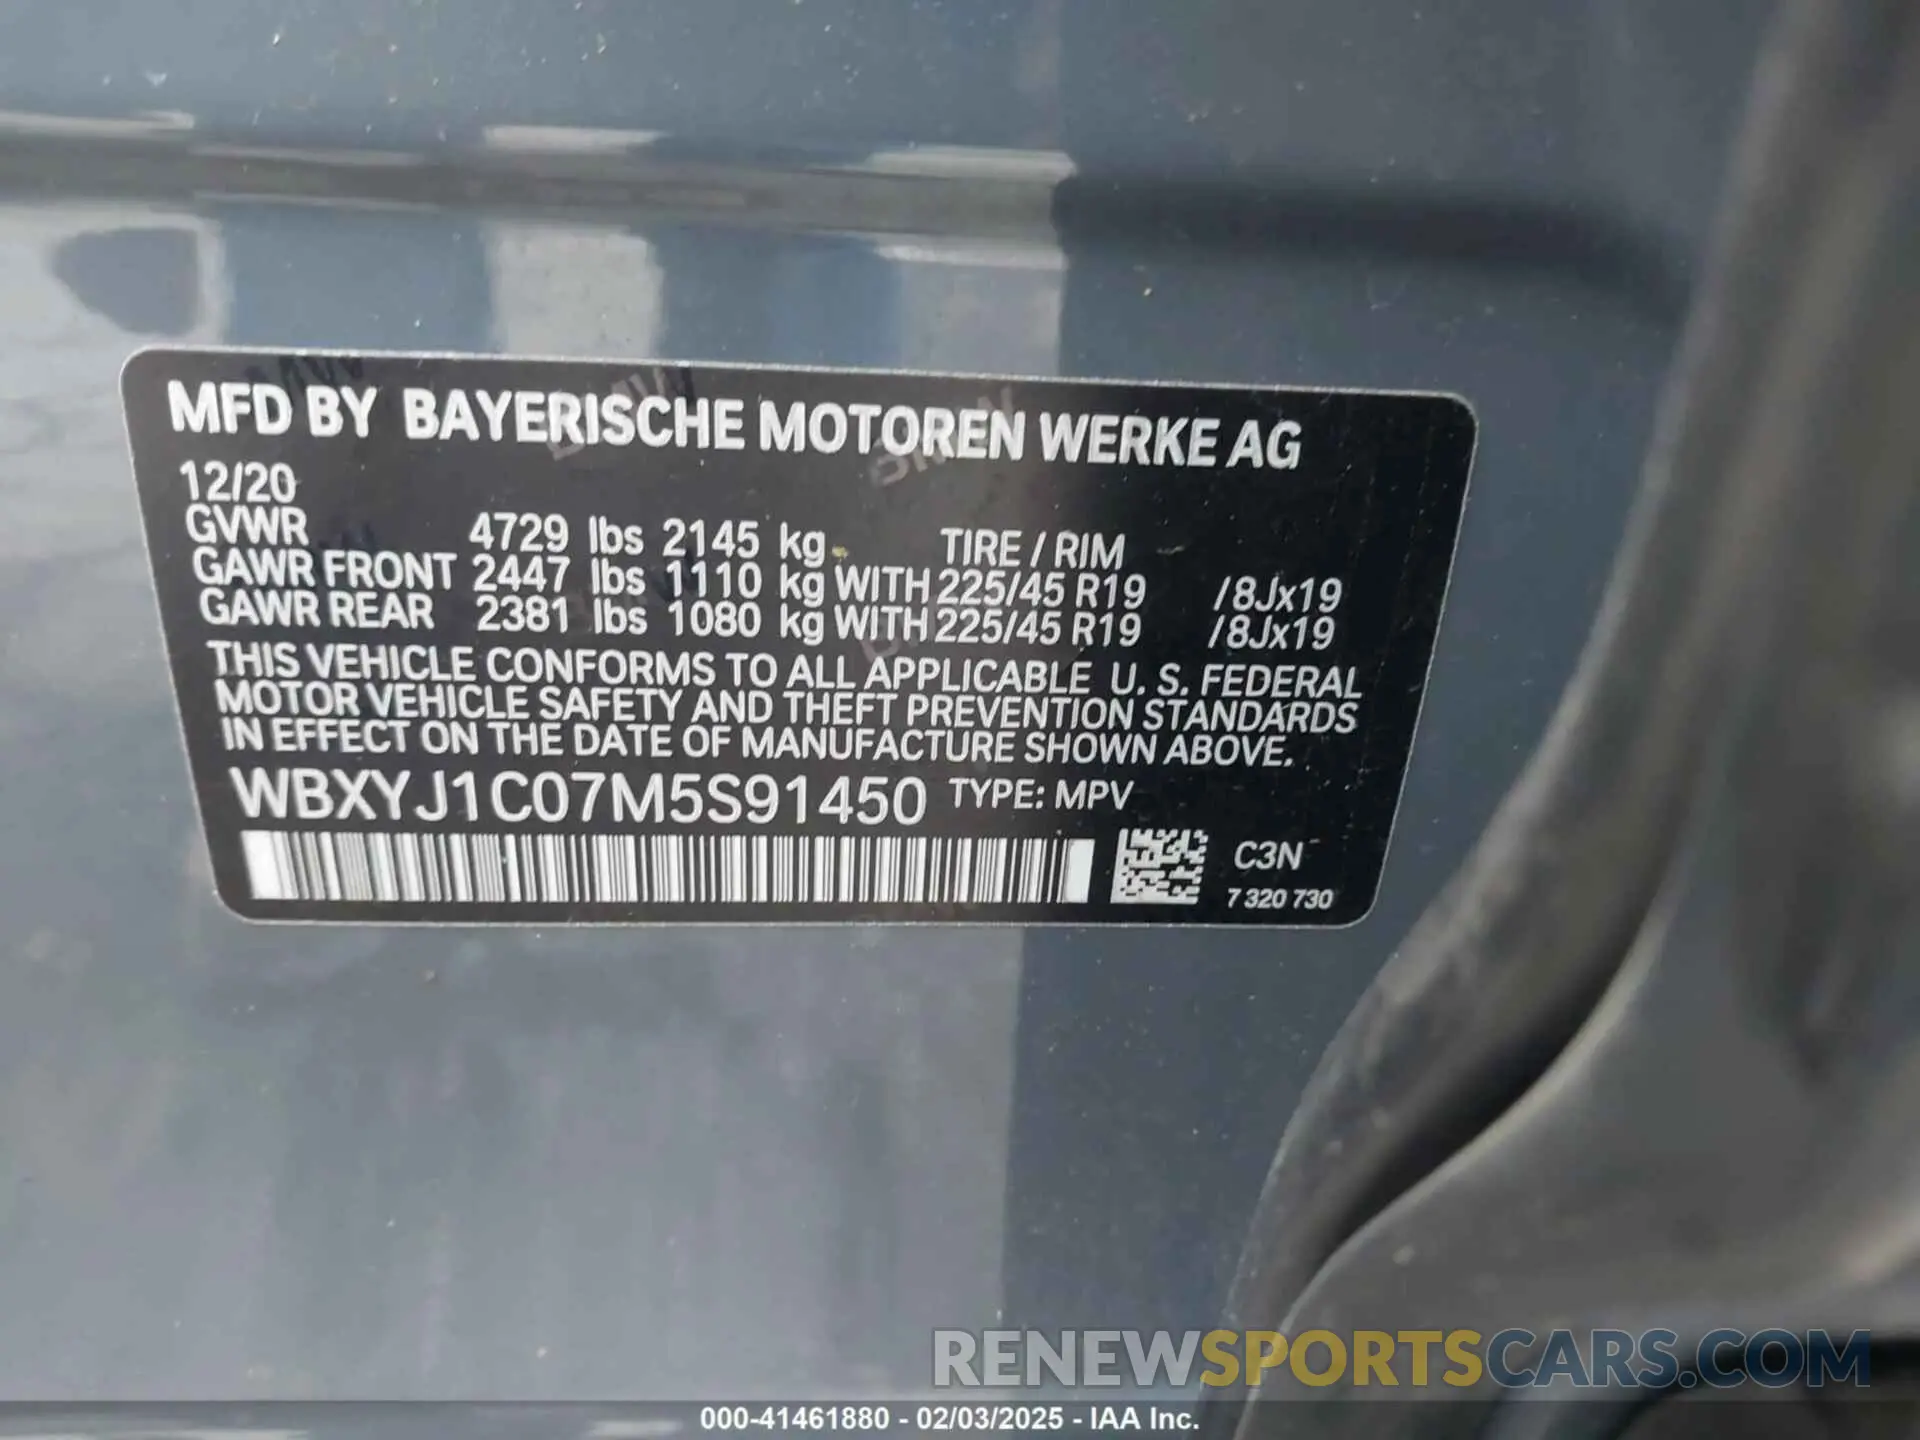 MFD BY BAYERISCHE MOTOREN WERKE AG
12/20
GVWR 4729 lbs 2145 kg TIRE / RIM
GAWR FRONT 2447 lbs 1110 kg WITH 225/45 R19 /8Jx19
GAWR REAR 2381 lbs 1080 kg WITH 225/45 R19 /8Jx19
THIS VEHICLE CONFORMS TO ALL APPLICABLE U. S. FEDERAL
MOTOR VEHICLE SAFETY AND THEFT PREVENTION STANDARDS
IN EFFECT ON THE DATE OF MANUFACTURE SHOWN ABOVE.
WBXYJ1C07M5S91450 TYPE: MPV
C3N
7 320 730
RENEWSPORTSCARS.COM
000-41461880 - 02/03/2025 - IAA Inc.